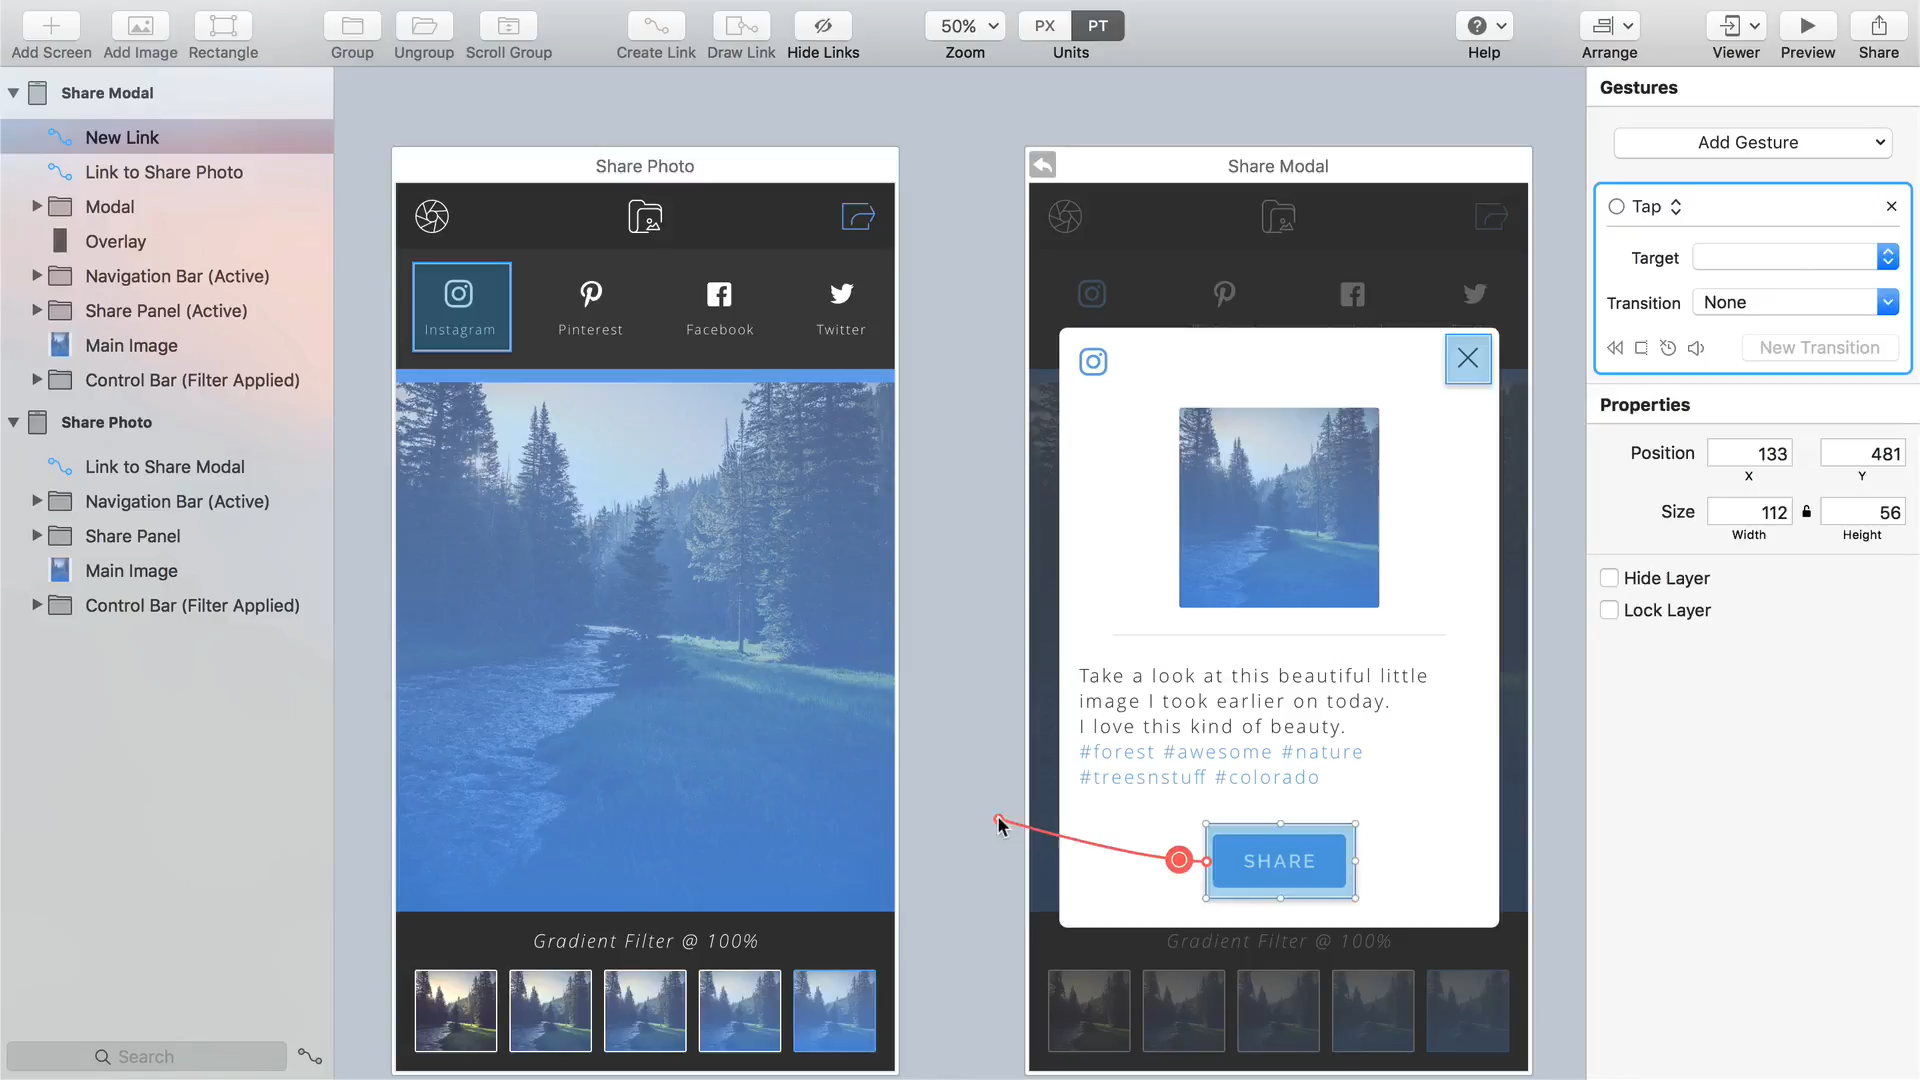 Add Screen
Add Image
Rectangle
Group
Ungroup
Scroll Group
Create Link
Draw Link
Hide Links
50%
Zoom
PX
PT
Units
Help
Arrange
Viewer
Preview
Share
Share Modal
New Link
Link to Share Photo
Modal
Overlay
Navigation Bar (Active)
Share Panel (Active)
Main Image
Control Bar (Filter Applied)
Share Photo
Link to Share Modal
Navigation Bar (Active)
Share Panel
Main Image
Control Bar (Filter Applied)
Search
Share Photo
Instagram
Pinterest
Facebook
Twitter
Gradient Filter @ 100%
Share Modal
Take a look at this beautiful little
image I took earlier on today.
I love this kind of beauty.
#forest #awesome #nature
#treesnstuff #colorado
SHARE
Gradient Filter @ 100%
Gestures
Add Gesture
Tap
Target
Transition
None
New Transition
Properties
Position
133
481
X
Y
Size
112
56
Width
Height
Hide Layer
Lock Layer